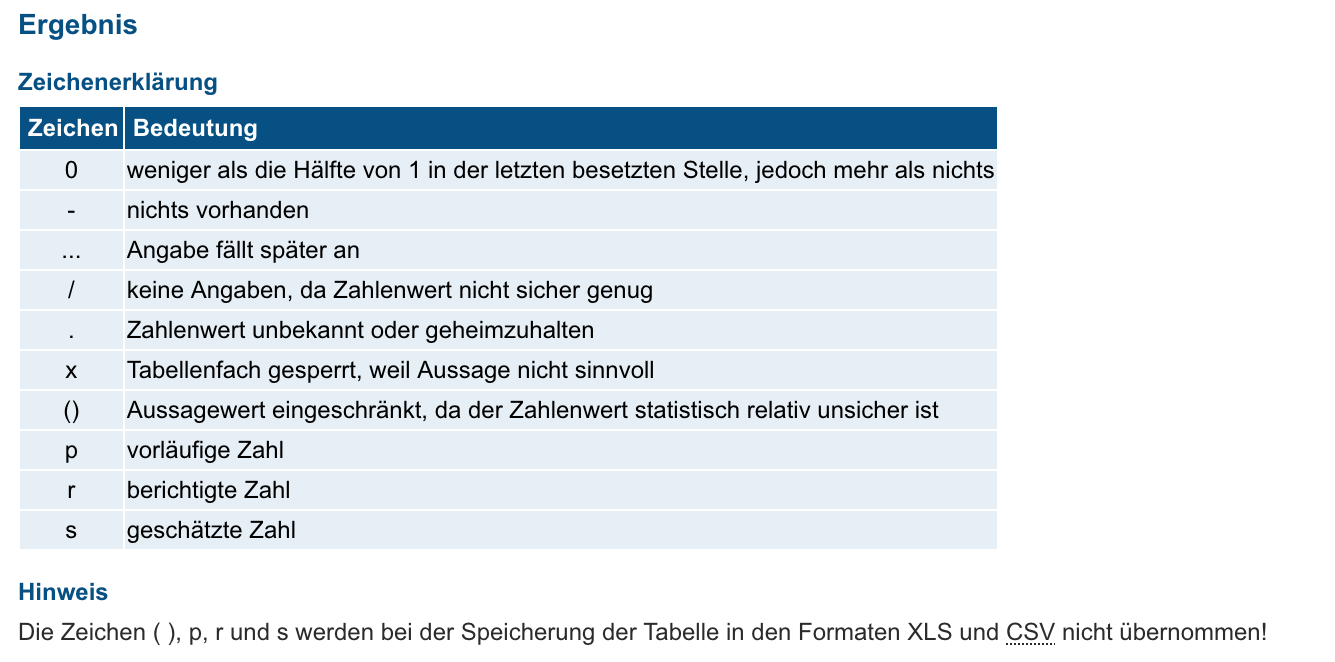 Ergebnis
Zeichenerklärung
Zeichen Bedeutung
0 weniger als die Hälfte von 1 in der letzten besetzten Stelle, jedoch mehr als nichts
- nichts vorhanden
... Angabe fällt später an
/ keine Angaben, da Zahlenwert nicht sicher genug
. Zahlenwert unbekannt oder geheimzuhalten
x Tabellenfach gesperrt, weil Aussage nicht sinnvoll
() Aussagewert eingeschränkt, da der Zahlenwert statistisch relativ unsicher ist
p vorläufige Zahl
r berichtigte Zahl
s geschätzte Zahl
Hinweis
Die Zeichen ( ), p, r und s werden bei der Speicherung der Tabelle in den Formaten XLS und CSV nicht übernommen!